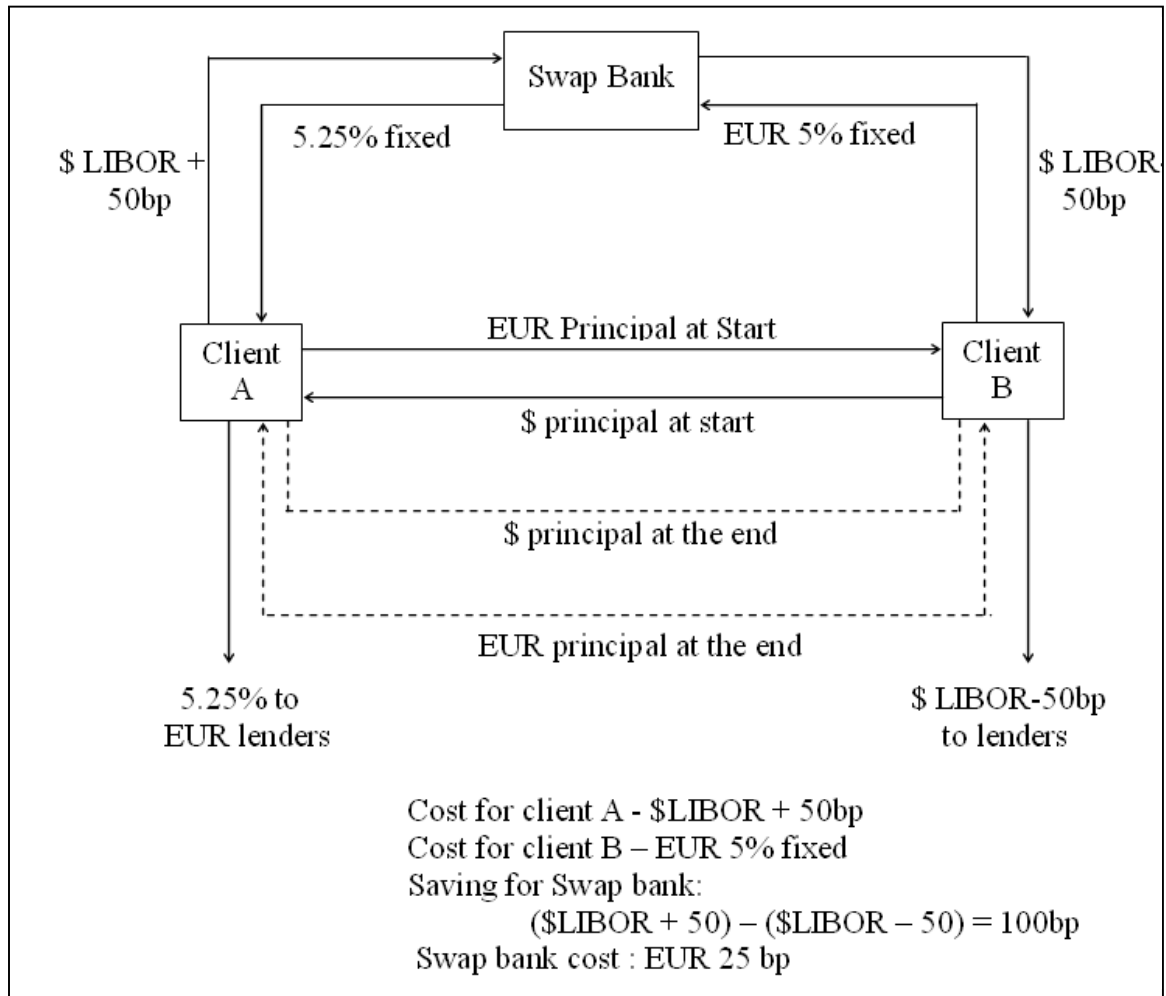 Swap Bank
5.25% fixed
EUR 5% fixed
$ LIBOR +
50bp
$ LIBOR-
50bp
EUR Principal at Start
Client
A
Client
B
$ principal at start
$ principal at the end
EUR principal at the end
5.25% to
EUR lenders
$ LIBOR-50bp
to lenders
Cost for client A - $LIBOR + 50bp
Cost for client B – EUR 5% fixed
Saving for Swap bank:
($LIBOR + 50) – ($LIBOR – 50) = 100bp
Swap bank cost : EUR 25 bp